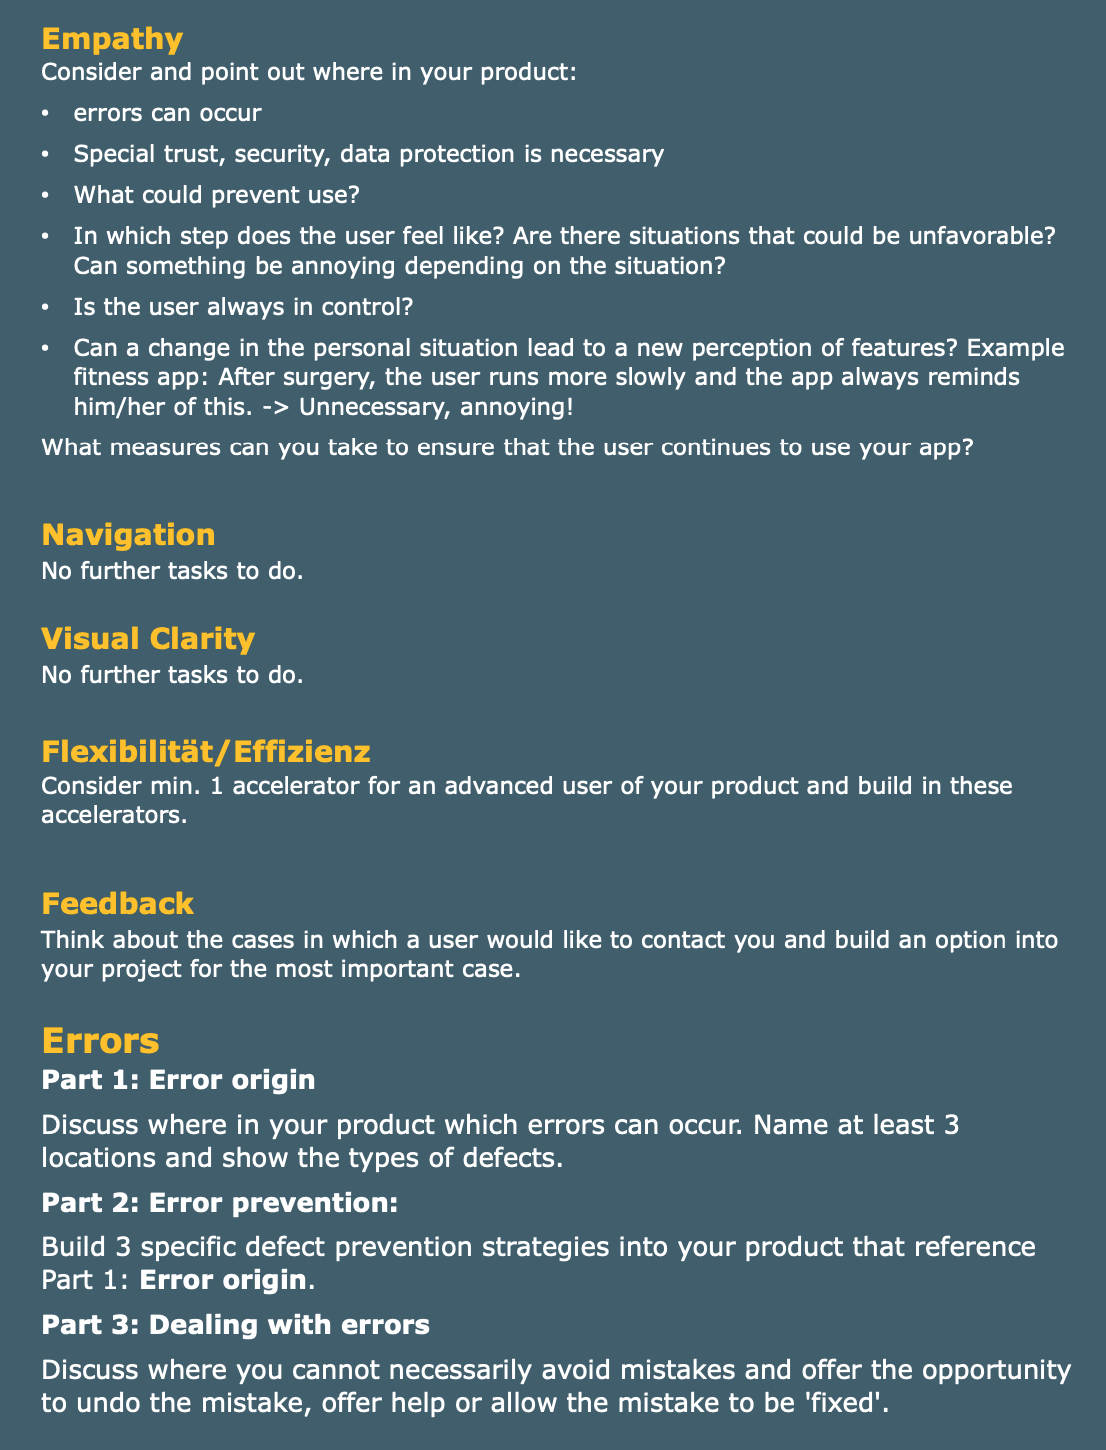 Empathy
Consider and point out where in your product:
• errors can occur
• Special trust, security, data protection is necessary
• What could prevent use?
• In which step does the user feel like? Are there situations that could be unfavorable?
Can something be annoying depending on the situation?
• Is the user always in control?
• Can a change in the personal situation lead to a new perception of features? Example
fitness app: After surgery, the user runs more slowly and the app always reminds
him/her of this. -> Unnecessary, annoying!
What measures can you take to ensure that the user continues to use your app?
Navigation
No further tasks to do.
Visual Clarity
No further tasks to do.
Flexibilität/Effizienz
Consider min. 1 accelerator for an advanced user of your product and build in these
accelerators.
Feedback
Think about the cases in which a user would like to contact you and build an option into
your project for the most important case.
Errors
Part 1: Error origin
Discuss where in your product which errors can occur. Name at least 3
locations and show the types of defects.
Part 2: Error prevention:
Build 3 specific defect prevention strategies into your product that reference
Part 1: Error origin.
Part 3: Dealing with errors
Discuss where you cannot necessarily avoid mistakes and offer the opportunity
to undo the mistake, offer help or allow the mistake to be 'fixed'.